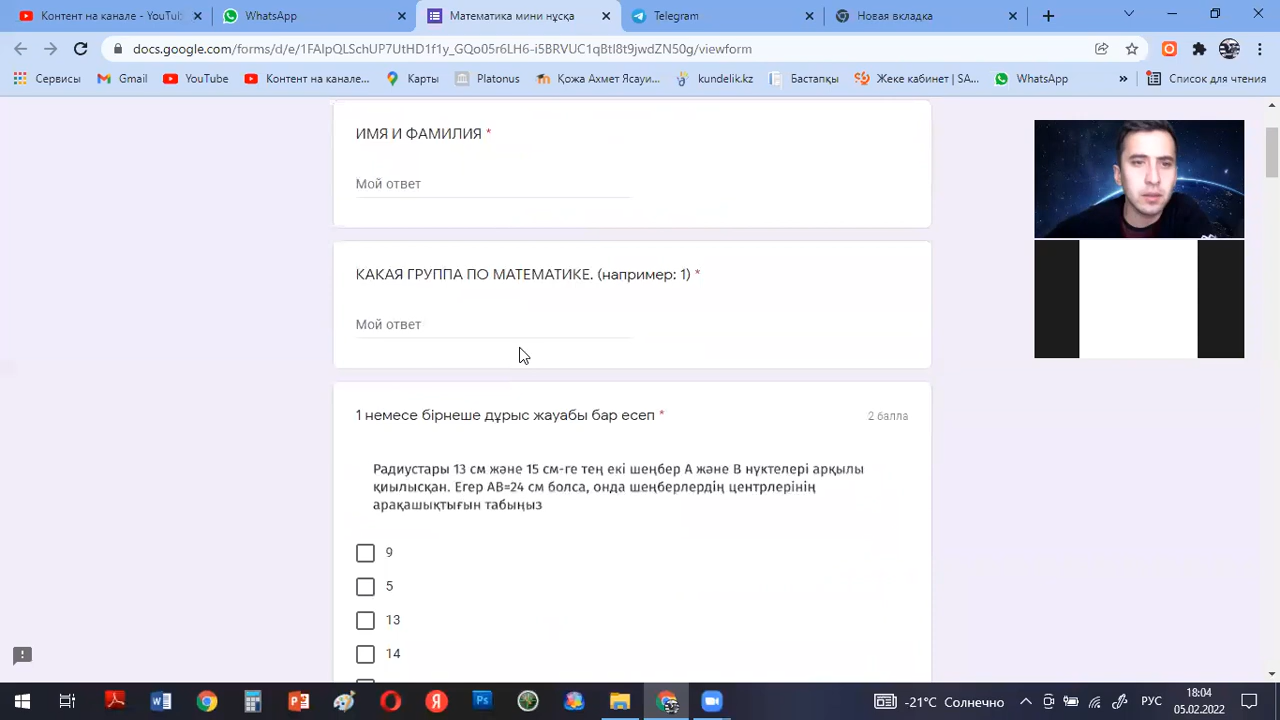 Контент на канале - YouTub
WhatsApp
Математика мини нұсқа
Telegram
Новая вкладка
docs.google.com/forms/d/e/1FAIpQLSchUP7UtHD1f1y_GQo05r6LH6-i5BRVUC1qBtI8t9jwdZN50g/viewform
Сервисы
Gmail
YouTube
Контент на канале...
Карты
Platonus
Қожа Ахмет Ясауи...
kundelik.kz
Бастапқы
Жеке кабинет | SA...
WhatsApp
»
Список для чтения
ИМЯ И ФАМИЛИЯ *
Мой ответ
КАКАЯ ГРУППА ПО МАТЕМАТИКЕ. (например: 1) *
Мой ответ
1 немесе бірнеше дұрыс жауабы бар есеп *
2 балла
Радиустары 13 см және 15 см-ге тең екі шеңбер А және В нүктелері арқылы
қиылысқан. Егер АВ=24 см болса, онда шеңберлердің центрлерінің
арақашықтығын табыңыз
9
5
13
14
-21°C Солнечно
РУС
18:04
05.02.2022